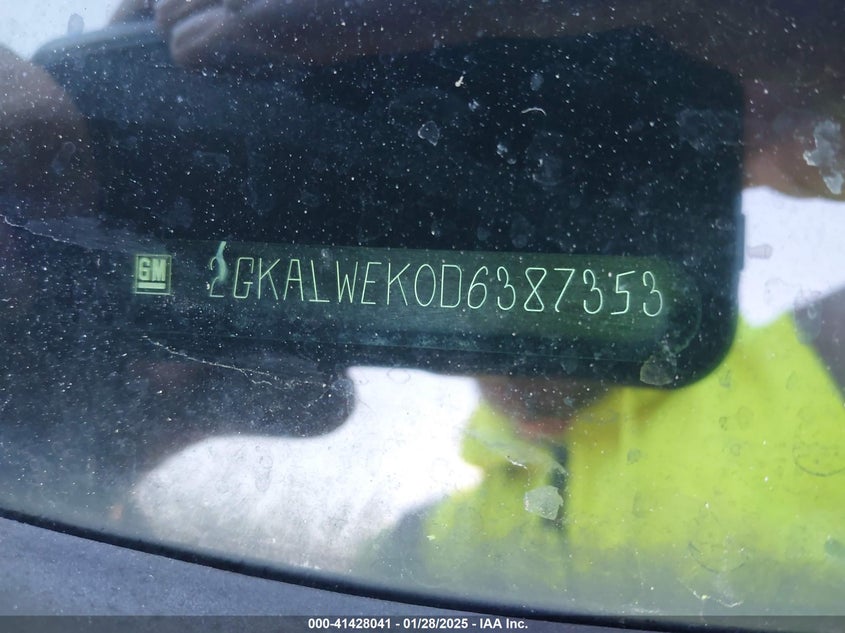 GM 2GKALWEK0D6387353
000-41428041 - 01/28/2025 - IAA Inc.